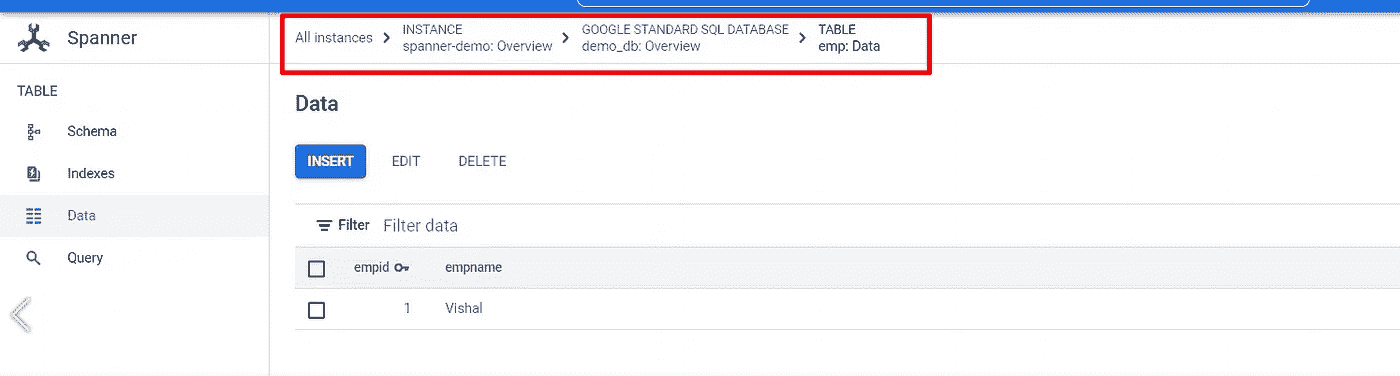 Spanner
All instances
INSTANCE
spanner-demo: Overview
GOOGLE STANDARD SQL DATABASE
demo_db: Overview
TABLE
emp: Data
TABLE
Schema
Indexes
Data
Query
Data
INSERT EDIT DELETE
Filter Filter data
empid empname
1 Vishal